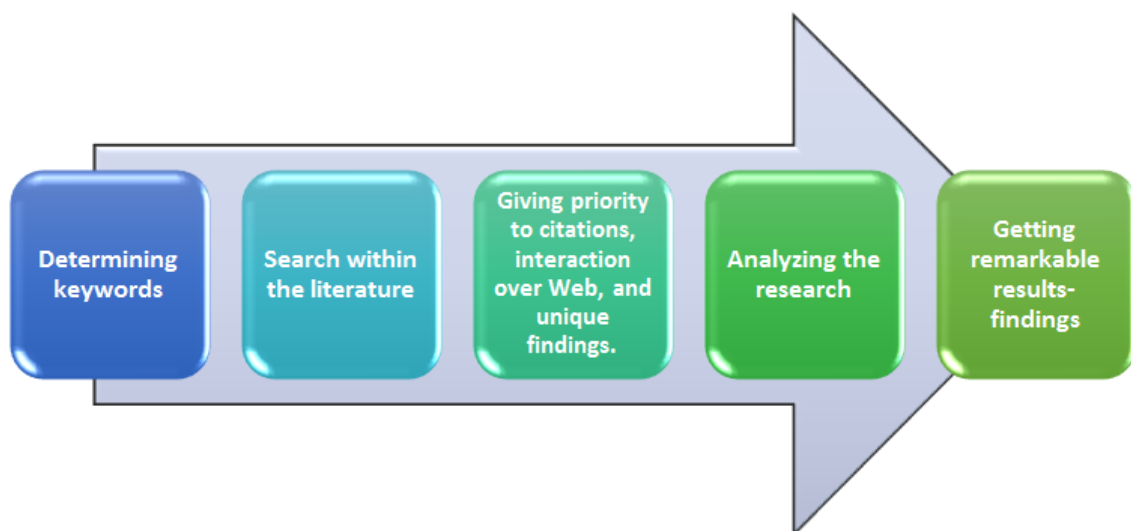 Determining
keywords
Search within
the literature
Giving priority
to citations,
interaction
over Web, and
unique
findings.
Analyzing the
research
Getting
remarkable
results-
findings